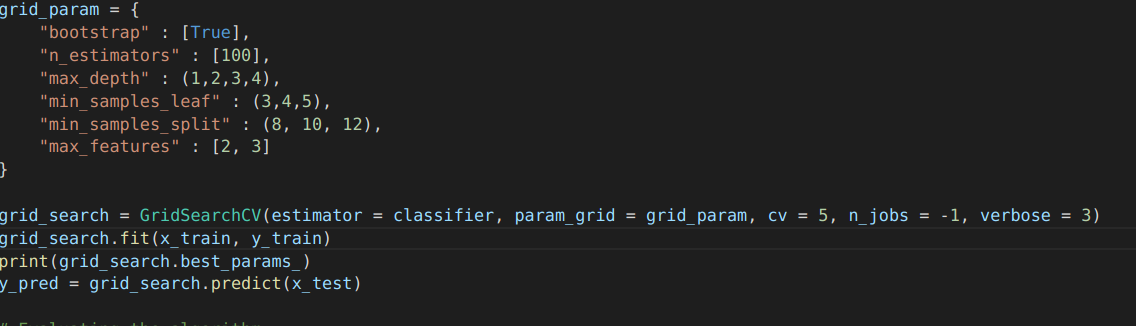 grid_param = {
    "bootstrap" : [True],
    "n_estimators" : [100],
    "max_depth" : (1,2,3,4),
    "min_samples_leaf" : (3,4,5),
    "min_samples_split" : (8, 10, 12),
    "max_features" : [2, 3]
}
grid_search = GridSearchCV(estimator = classifier, param_grid = grid_param, cv = 5, n_jobs = -1, verbose = 3)
grid_search.fit(x_train, y_train)
print(grid_search.best_params_)
y_pred = grid_search.predict(x_test)